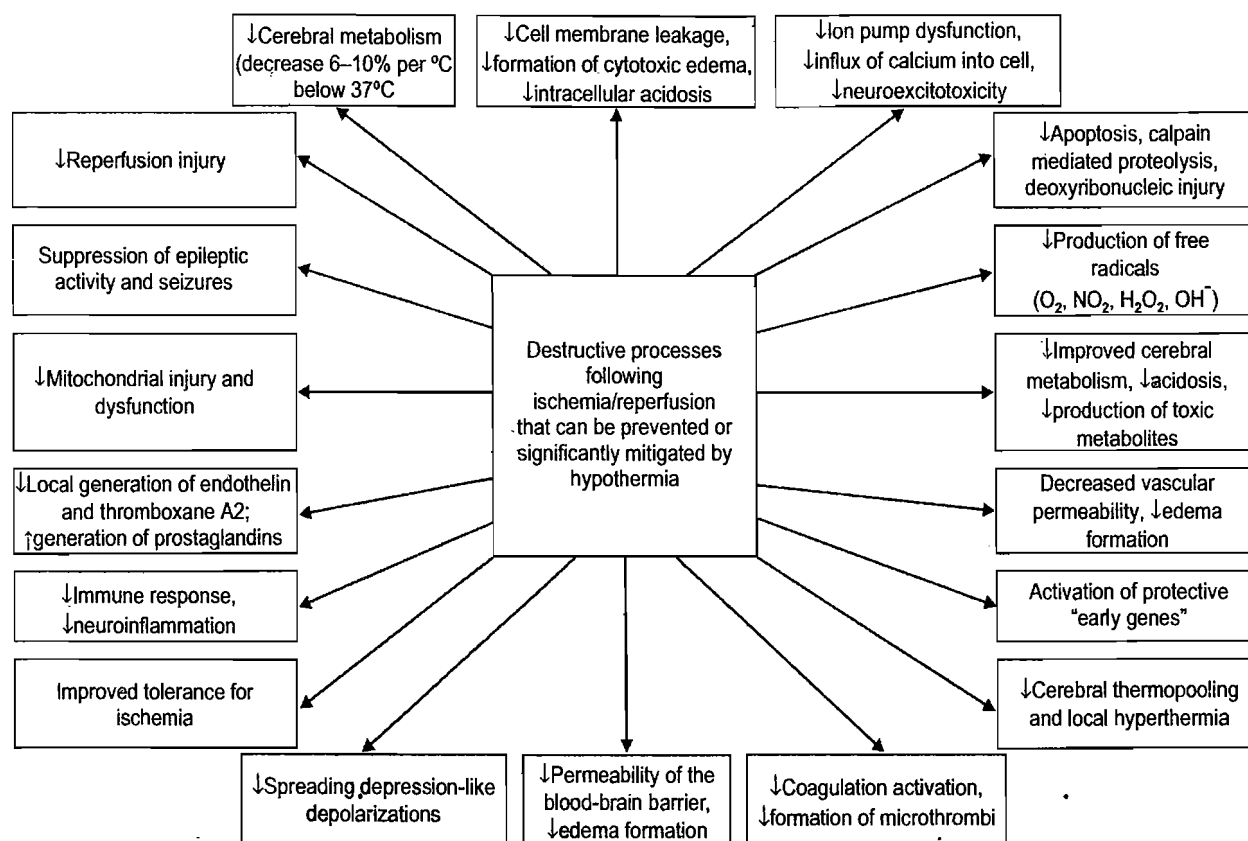 ↓Cerebral metabolism
(decrease 6–10% per ºC
below 37ºC
↓Cell membrane leakage,
↓formation of cytotoxic edema,
↓intracellular acidosis
↓Ion pump dysfunction,
↓influx of calcium into cell,
↓neuroexcitotoxicity
↓Reperfusion injury
↓Apoptosis, calpain
mediated proteolysis,
deoxyribonucleic injury
Suppression of epileptic
activity and seizures
↓Production of free
radicals
(O₂, NO₂, H₂O₂, OH⁻)
Destructive processes
following
ischemia/reperfusion
that can be prevented or
significantly mitigated by
hypothermia
↓Mitochondrial injury and
dysfunction
↓Improved cerebral
metabolism, ↓acidosis,
↓production of toxic
metabolites
↓Local generation of endothelin
and thromboxane A2;
↑generation of prostaglandins
Decreased vascular
permeability, ↓edema
formation
↓Immune response,
↓neuroinflammation
Activation of protective
“early genes”
Improved tolerance for
ischemia
↓Cerebral thermopooling
and local hyperthermia
↓Spreading depression-like
depolarizations
↓Permeability of the
blood-brain barrier,
↓edema formation
↓Coagulation activation,
↓formation of microthrombi